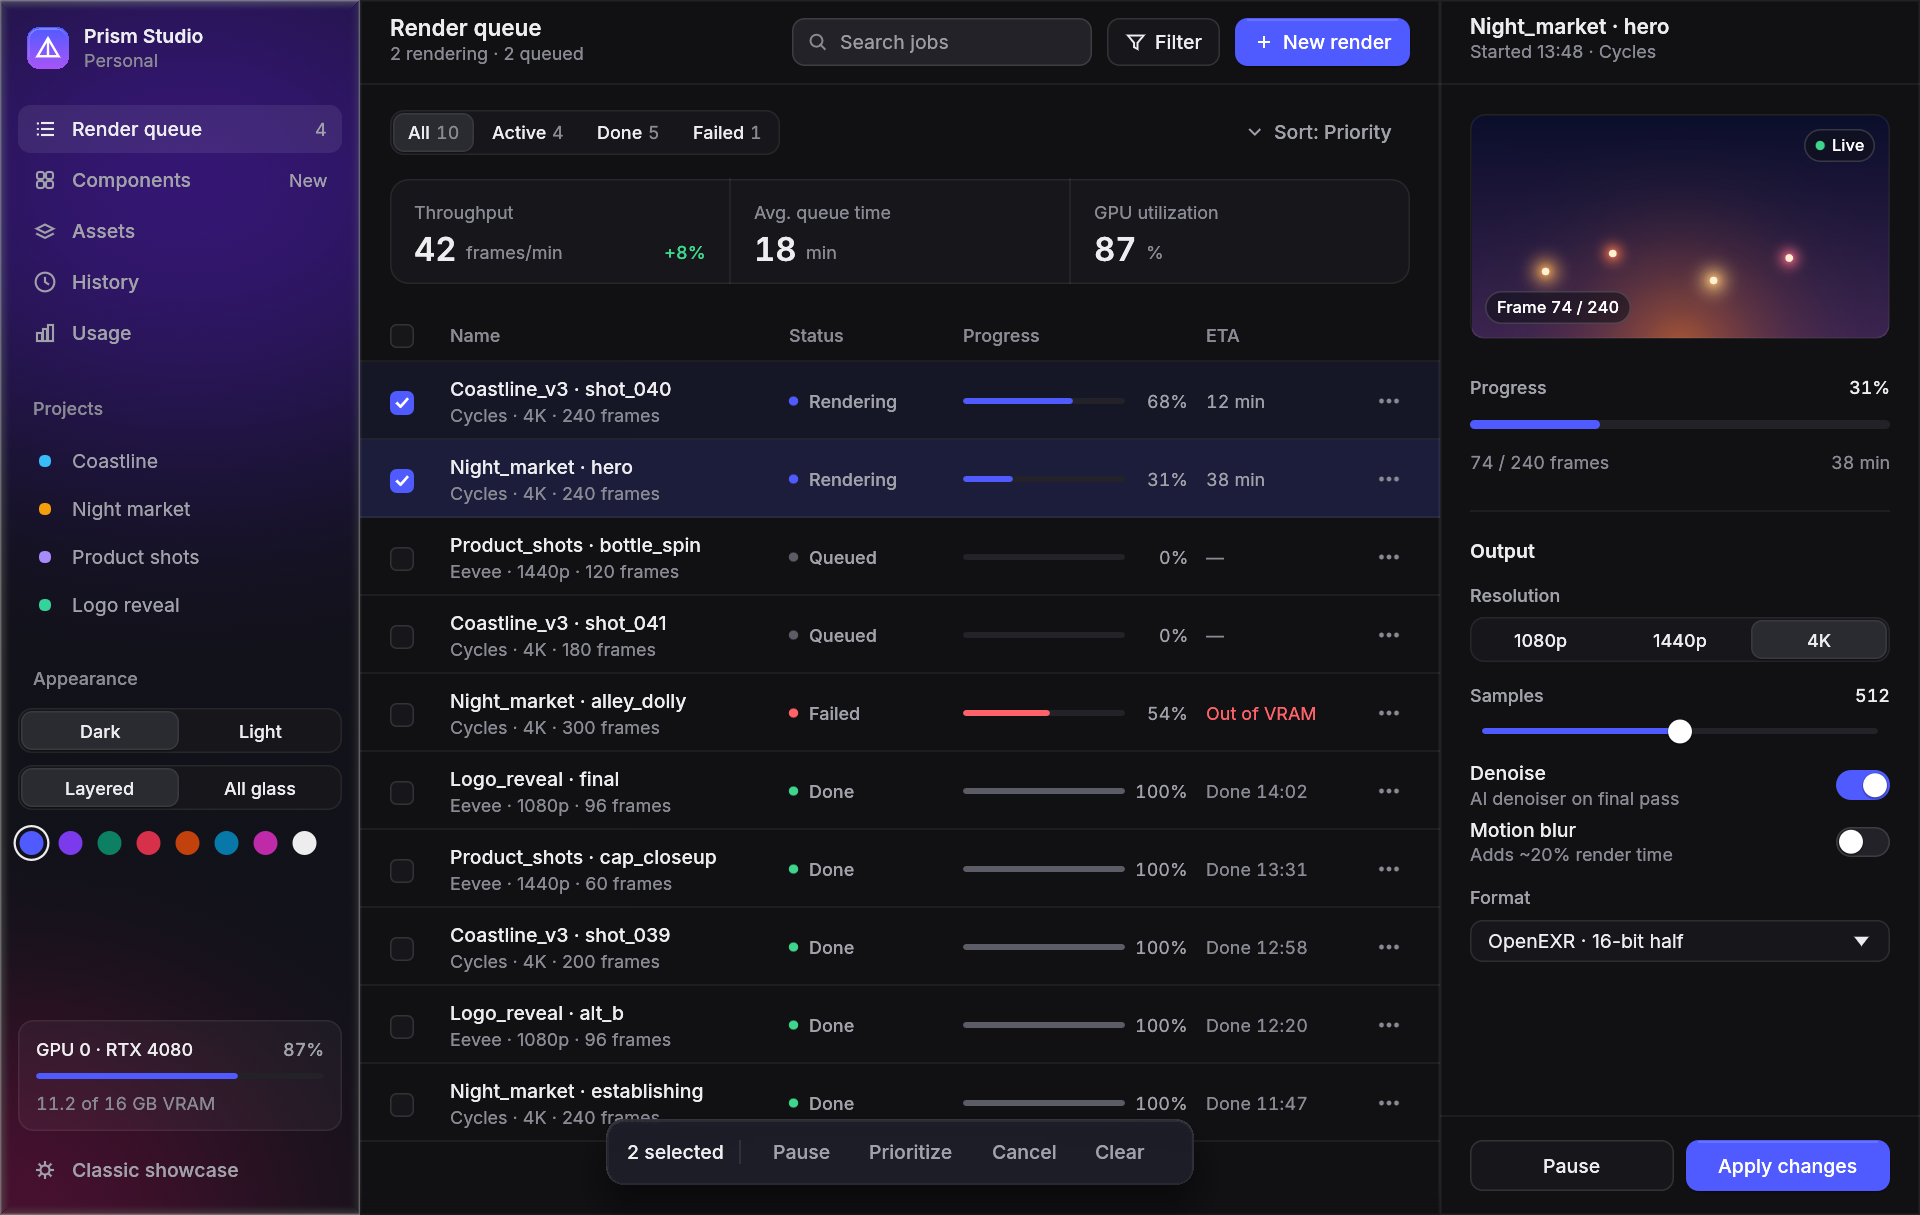 Prism Studio
Personal
Render queue 4
Components New
Assets
History
Usage
Projects
Coastline
Night market
Product shots
Logo reveal
Appearance
Dark Light
Layered All glass
GPU 0 · RTX 4080 87%
11.2 of 16 GB VRAM
Classic showcase
Render queue
2 rendering · 2 queued
Search jobs
Filter
+ New render
All 10 Active 4 Done 5 Failed 1
Sort: Priority
Throughput
42 frames/min +8%
Avg. queue time
18 min
GPU utilization
87 %
Name Status Progress ETA
Coastline_v3 · shot_040
Cycles · 4K · 240 frames
Rendering 68% 12 min
Night_market · hero
Cycles · 4K · 240 frames
Rendering 31% 38 min
Product_shots · bottle_spin
Eevee · 1440p · 120 frames
Queued 0% —
Coastline_v3 · shot_041
Cycles · 4K · 180 frames
Queued 0% —
Night_market · alley_dolly
Cycles · 4K · 300 frames
Failed 54% Out of VRAM
Logo_reveal · final
Eevee · 1080p · 96 frames
Done 100% Done 14:02
Product_shots · cap_closeup
Eevee · 1440p · 60 frames
Done 100% Done 13:31
Coastline_v3 · shot_039
Cycles · 4K · 200 frames
Done 100% Done 12:58
Logo_reveal · alt_b
Eevee · 1080p · 96 frames
Done 100% Done 12:20
Night_market · establishing
Cycles · 4K · 240 frames
Done 100% Done 11:47
2 selected Pause Prioritize Cancel Clear
Night_market · hero
Started 13:48 · Cycles
Live
Frame 74 / 240
Progress 31%
74 / 240 frames 38 min
Output
Resolution
1080p 1440p 4K
Samples 512
Denoise
AI denoiser on final pass
Motion blur
Adds ~20% render time
Format
OpenEXR · 16-bit half
Pause Apply changes